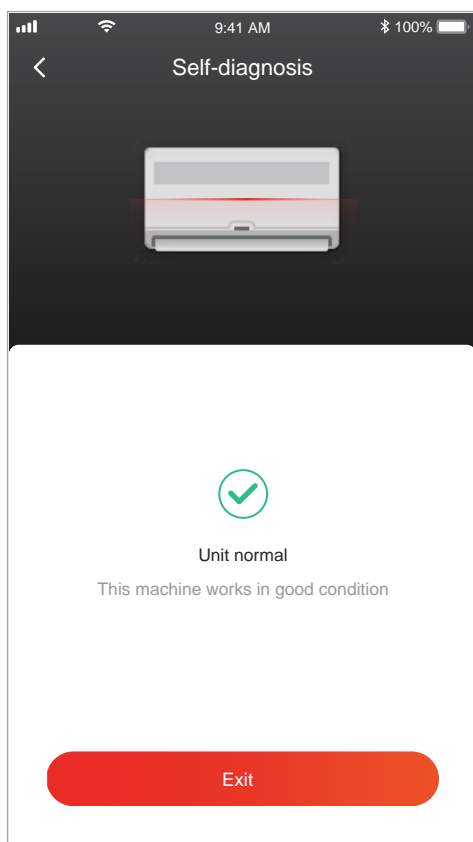 9:41 AM
100%
Self-diagnosis
Unit normal
This machine works in good condition
Exit